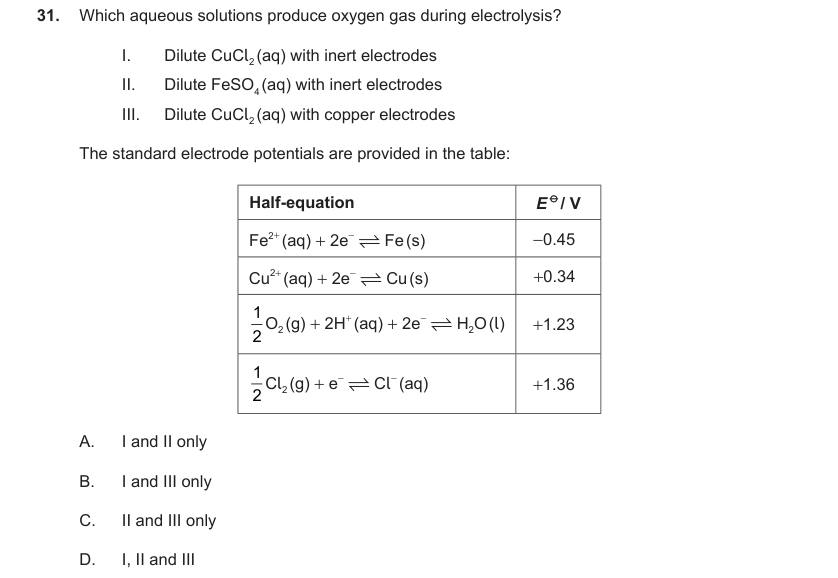 31. Which aqueous solutions produce oxygen gas during electrolysis?
I. Dilute CuCl₂(aq) with inert electrodes
II. Dilute FeSO₄(aq) with inert electrodes
III. Dilute CuCl₂(aq) with copper electrodes
The standard electrode potentials are provided in the table:
Half-equation E⦵ / V
Fe²⁺(aq) + 2e⁻ ⇌ Fe(s) −0.45
Cu²⁺(aq) + 2e⁻ ⇌ Cu(s) +0.34
1/2 O₂(g) + 2H⁺(aq) + 2e⁻ ⇌ H₂O(l) +1.23
1/2 Cl₂(g) + e⁻ ⇌ Cl⁻(aq) +1.36
A. I and II only
B. I and III only
C. II and III only
D. I, II and III